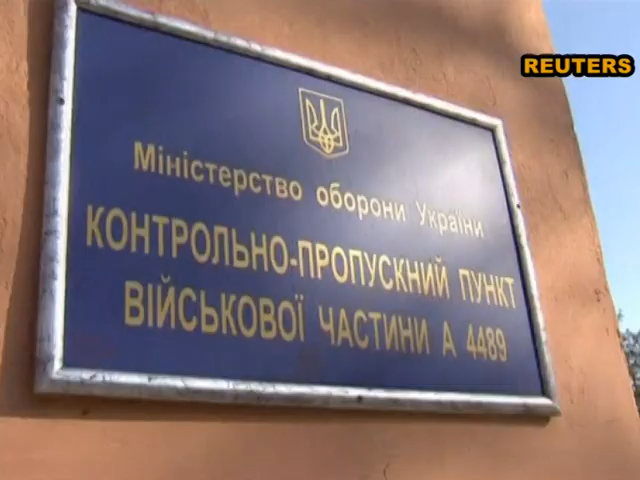 REUTERS
Міністерство оборони України
КОНТРОЛЬНО-ПРОПУСКНИЙ ПУНКТ
ВІЙСЬКОВОЇ ЧАСТИНИ А 4489